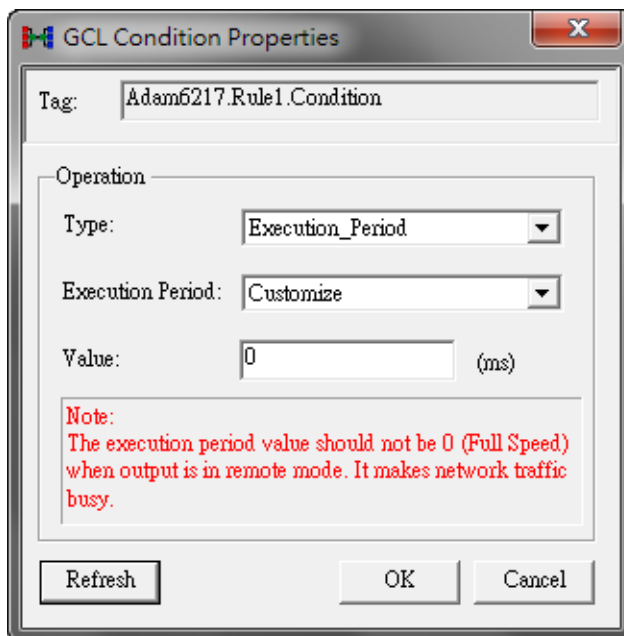 GCL Condition Properties
Tag: Adam6217.Rule1.Condition
Operation
Type: Execution_Period
Execution Period: Customize
Value: 0 (ms)
Note:
The execution period value should not be 0 (Full Speed)
when output is in remote mode. It makes network traffic
busy.
Refresh OK Cancel